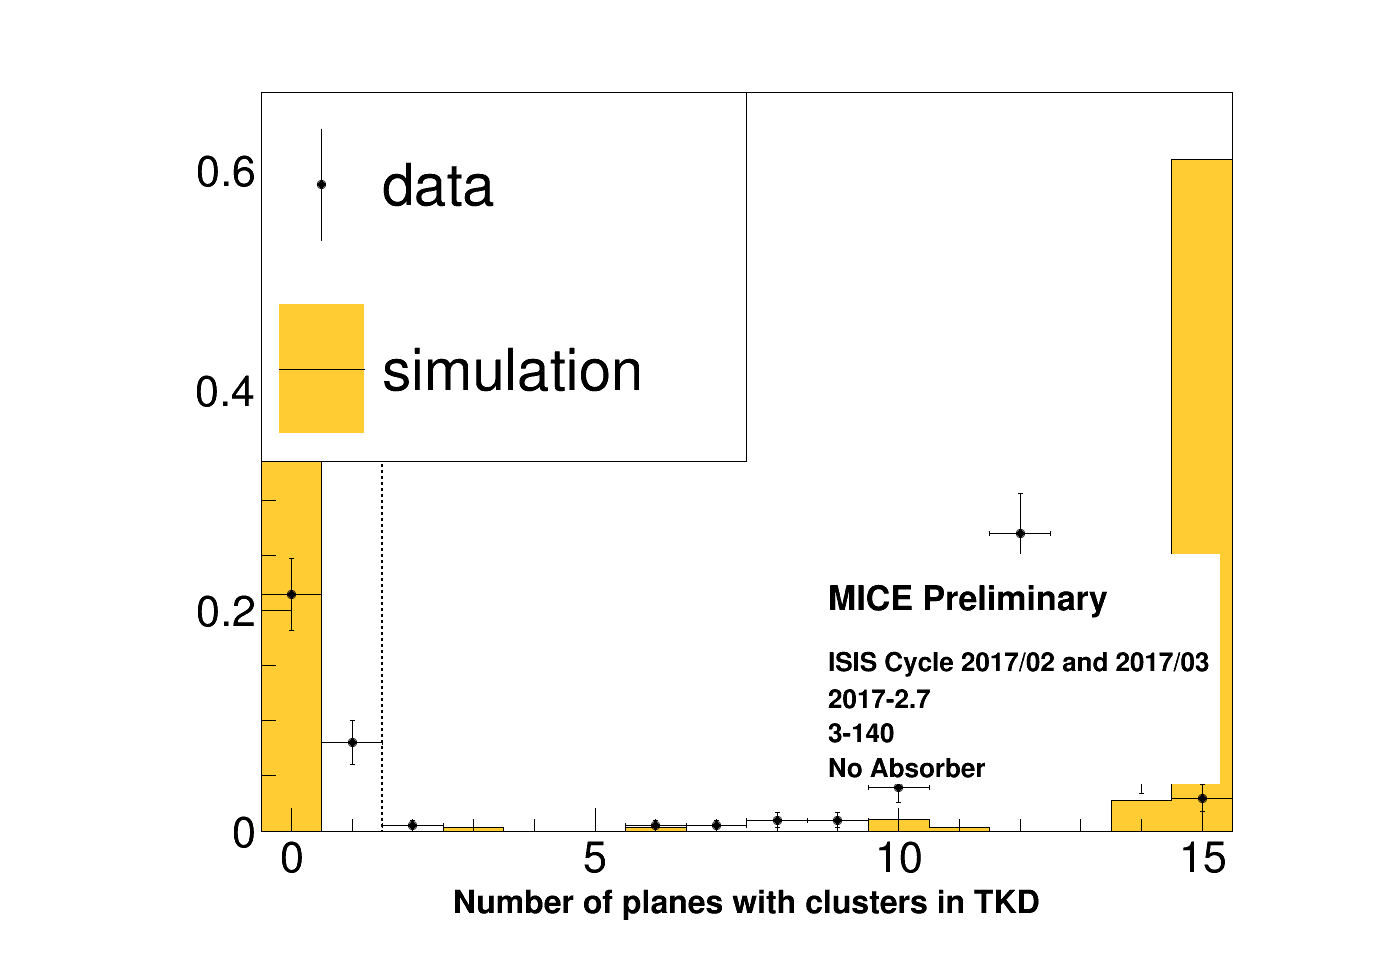 0.6
0.4
0.2
0
data
simulation
MICE Preliminary
ISIS Cycle 2017/02 and 2017/03
2017-2.7
3-140
No Absorber
0 5 10 15
Number of planes with clusters in TKD